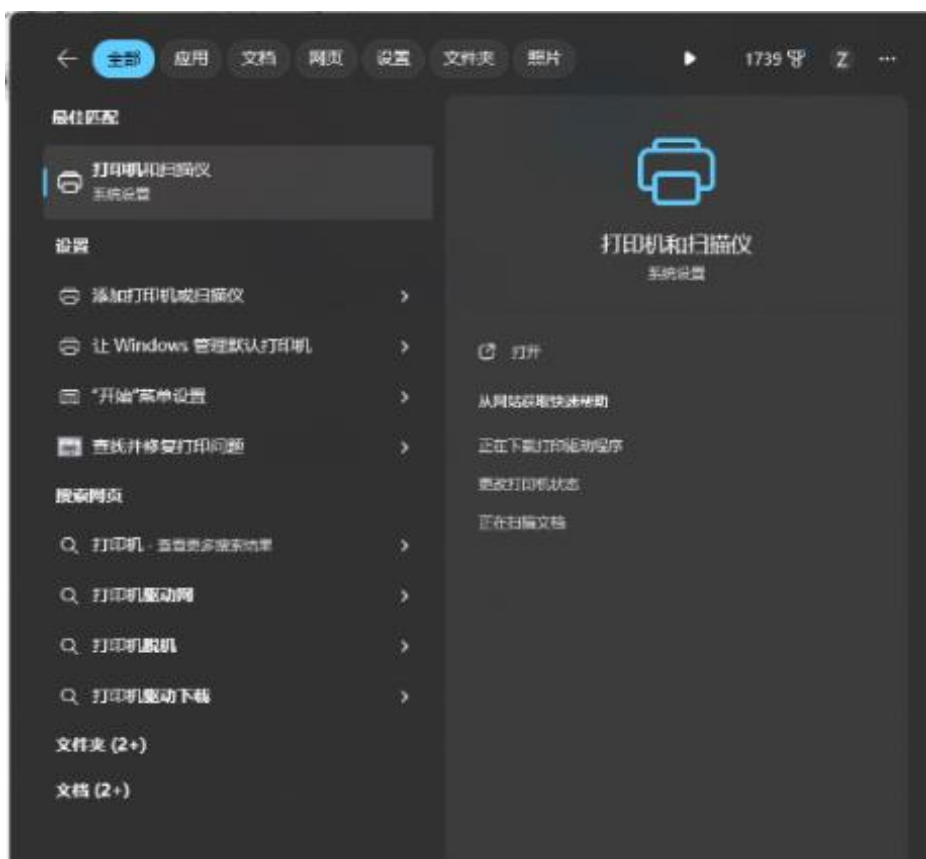 全部 应用 文档 网页 设置 文件夹 照片 1739 Z ...
最佳匹配
打印机和扫描仪
系统设置
设置
添加打印机或扫描仪
让 Windows 管理默认打印机
"开始"菜单设置
查找并修复打印问题
搜索网页
打印机 - 查看更多搜索结果
打印机驱动网
打印机脱机
打印机驱动下载
文件夹 (2+)
文档 (2+)
打印机和扫描仪
系统设置
打开
从网站获取快速帮助
正在下载打印驱动程序
更改打印机状态
正在扫描文档